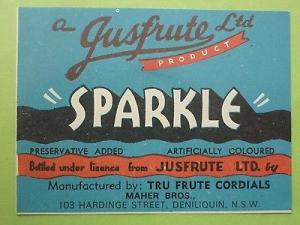 a Jusfrute Ltd
PRODUCT
"SPARKLE"
PRESERVATIVE ADDED ARTIFICIALLY COLOURED
Bottled under licence from JUSFRUTE LTD. by
Manufactured by: TRU FRUTE CORDIALS
MAHER BROS.,
103 HARDINGE STREET, DENILIQUIN, N.S.W.